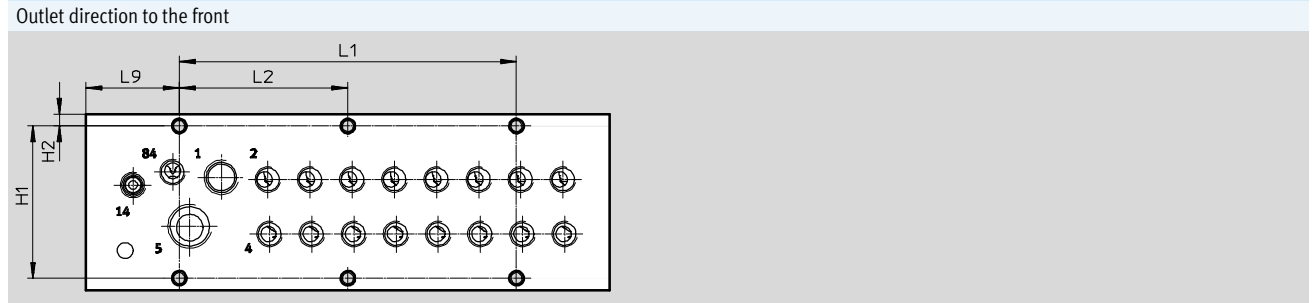 Outlet direction to the front
L1
L9 L2
H2
H1
84 1 2
14
5 4